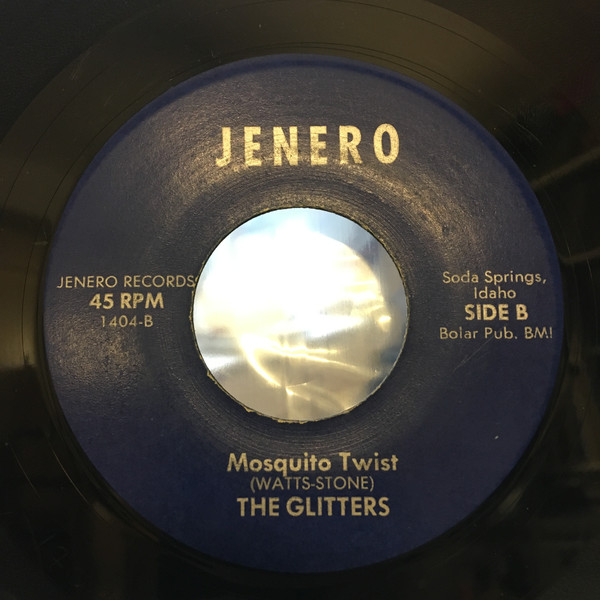 JENERO
JENERO RECORDS
45 RPM
1404-B
Soda Springs,
Idaho
SIDE B
Bolar Pub. BMI
Mosquito Twist
(WATTS-STONE)
THE GLITTERS